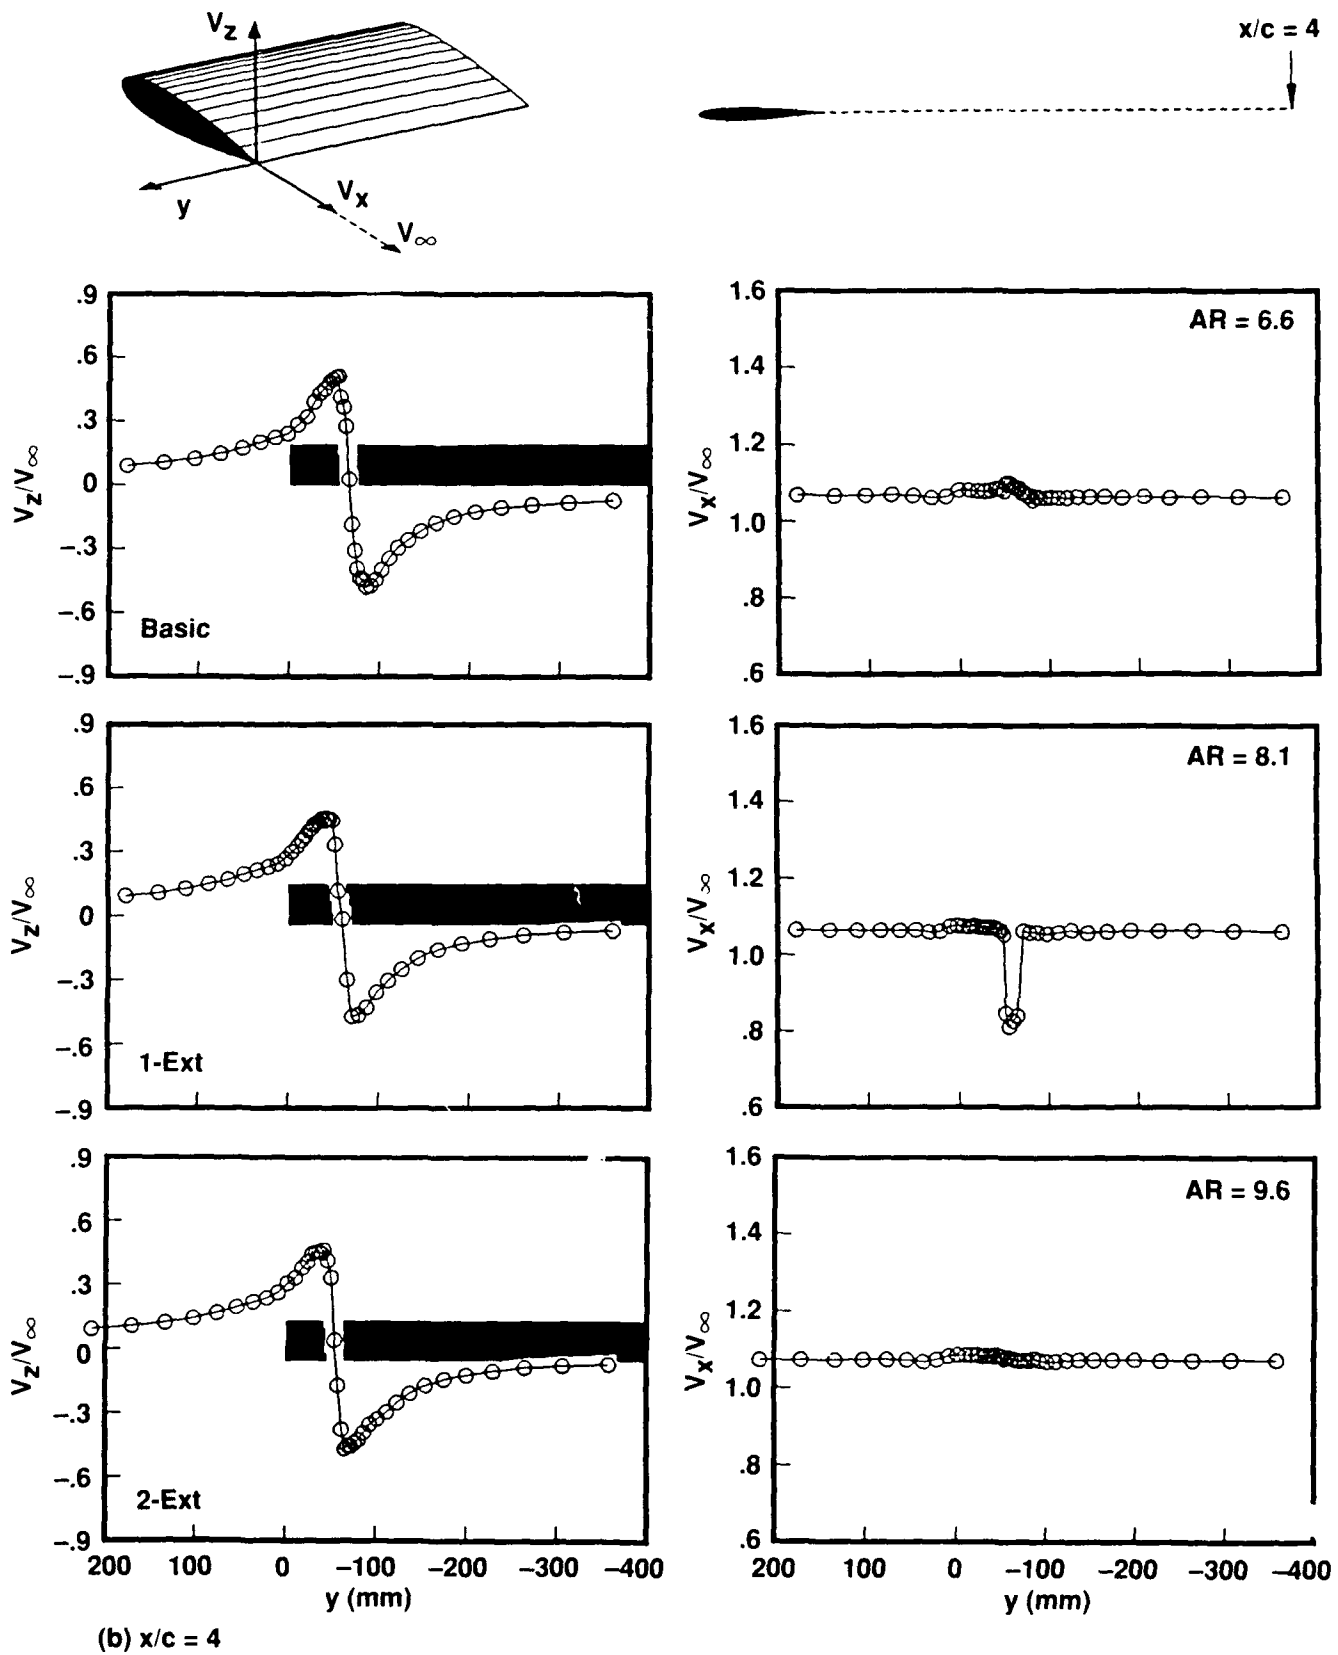 VZ
x/c = 4
y
VX
V∞
.9
.6
.3
0
–.3
–.6
–.9
VZ/V∞
Basic
1.6
1.4
1.2
1.0
.8
.6
VX/V∞
AR = 6.6
.9
.6
.3
0
–.3
–.6
–.9
VZ/V∞
1-Ext
1.6
1.4
1.2
1.0
.8
.6
VX/V∞
AR = 8.1
.9
.6
.3
0
–.3
–.6
–.9
VZ/V∞
2-Ext
200 100 0 –100 –200 –300 –400
y (mm)
1.6
1.4
1.2
1.0
.8
.6
VX/V∞
AR = 9.6
200 100 0 –100 –200 –300 –400
y (mm)
(b) x/c = 4